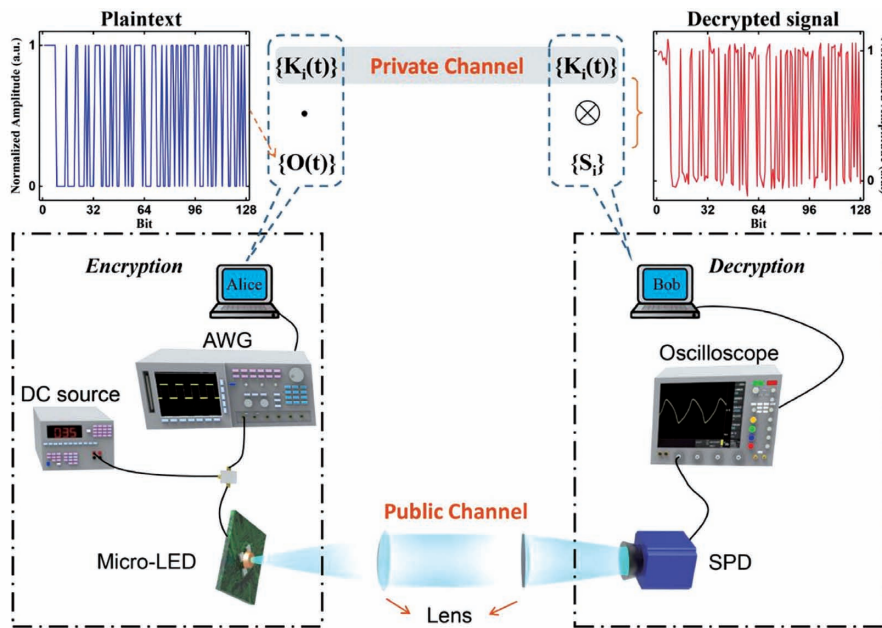 Plaintext
Decrypted signal
Normalized Amplitude (a.u.)
1
0
1 32 64 96 128
Bit
{K_i(t)}
Private Channel
{K_i(t)}
•
⊗
{O(t)}
{S_i}
1
0
1 32 64 96 128
Bit
Encryption
Alice
AWG
DC source
035
Micro-LED
Public Channel
Lens
Decryption
Bob
Oscilloscope
SPD